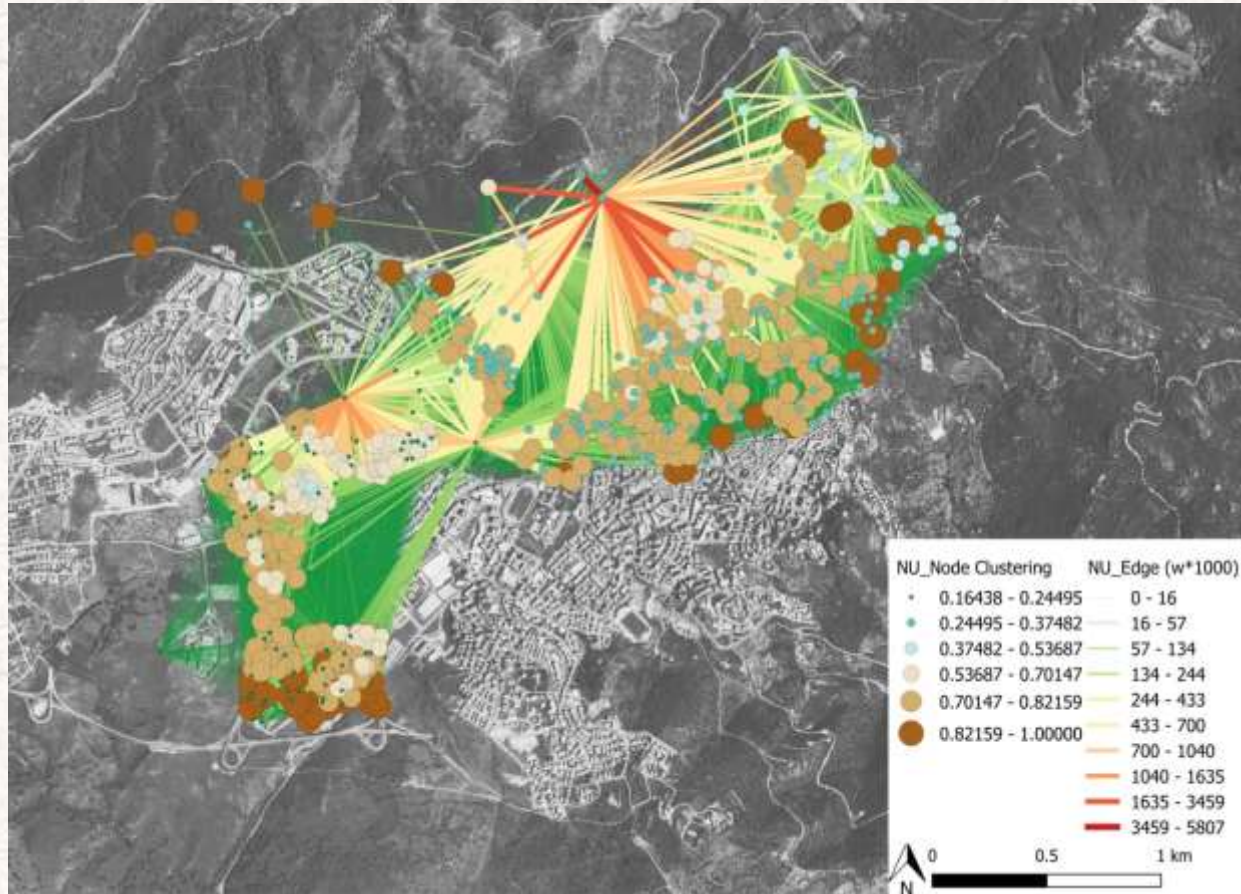 NU_Node Clustering NU_Edge (w*1000)
0.16438 - 0.24495 0 - 16
0.24495 - 0.37482 16 - 57
0.37482 - 0.53687 57 - 134
0.53687 - 0.70147 134 - 244
0.70147 - 0.82159 244 - 433
0.82159 - 1.00000 433 - 700
700 - 1040
1040 - 1635
1635 - 3459
3459 - 5807
0 0.5 1 km
N